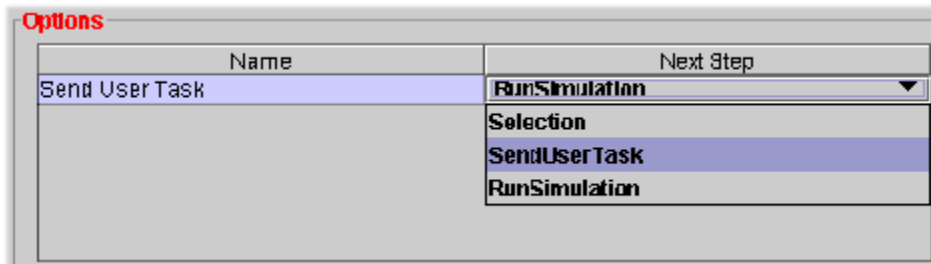 Options
Name Next Step
Send User Task RunSimulation
Selection
SendUserTask
RunSimulation